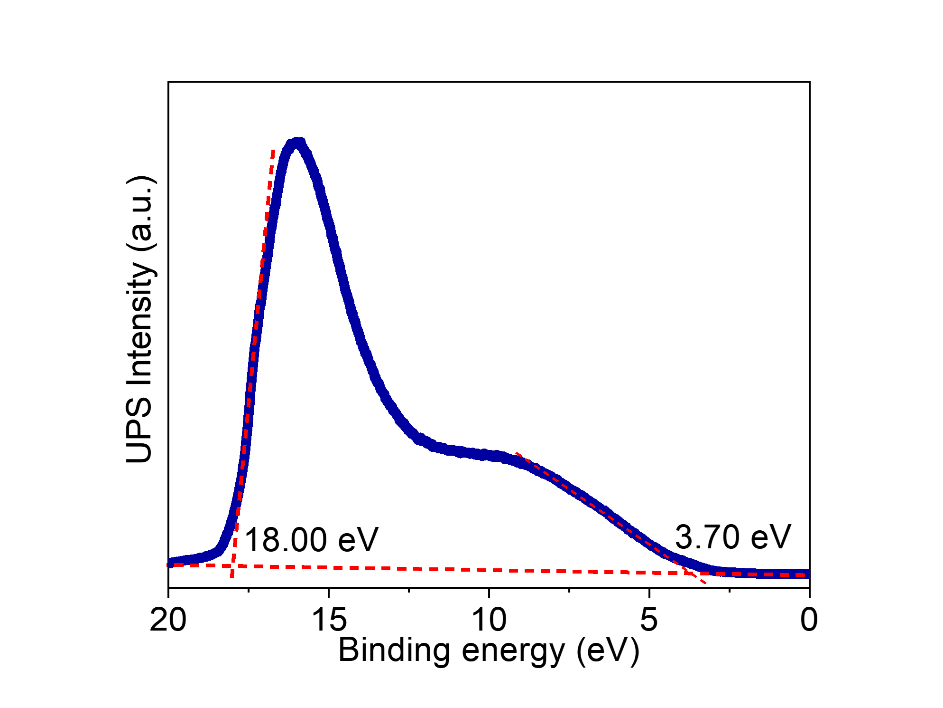 UPS Intensity (a.u.)
18.00 eV
3.70 eV
20 15 10 5 0
Binding energy (eV)